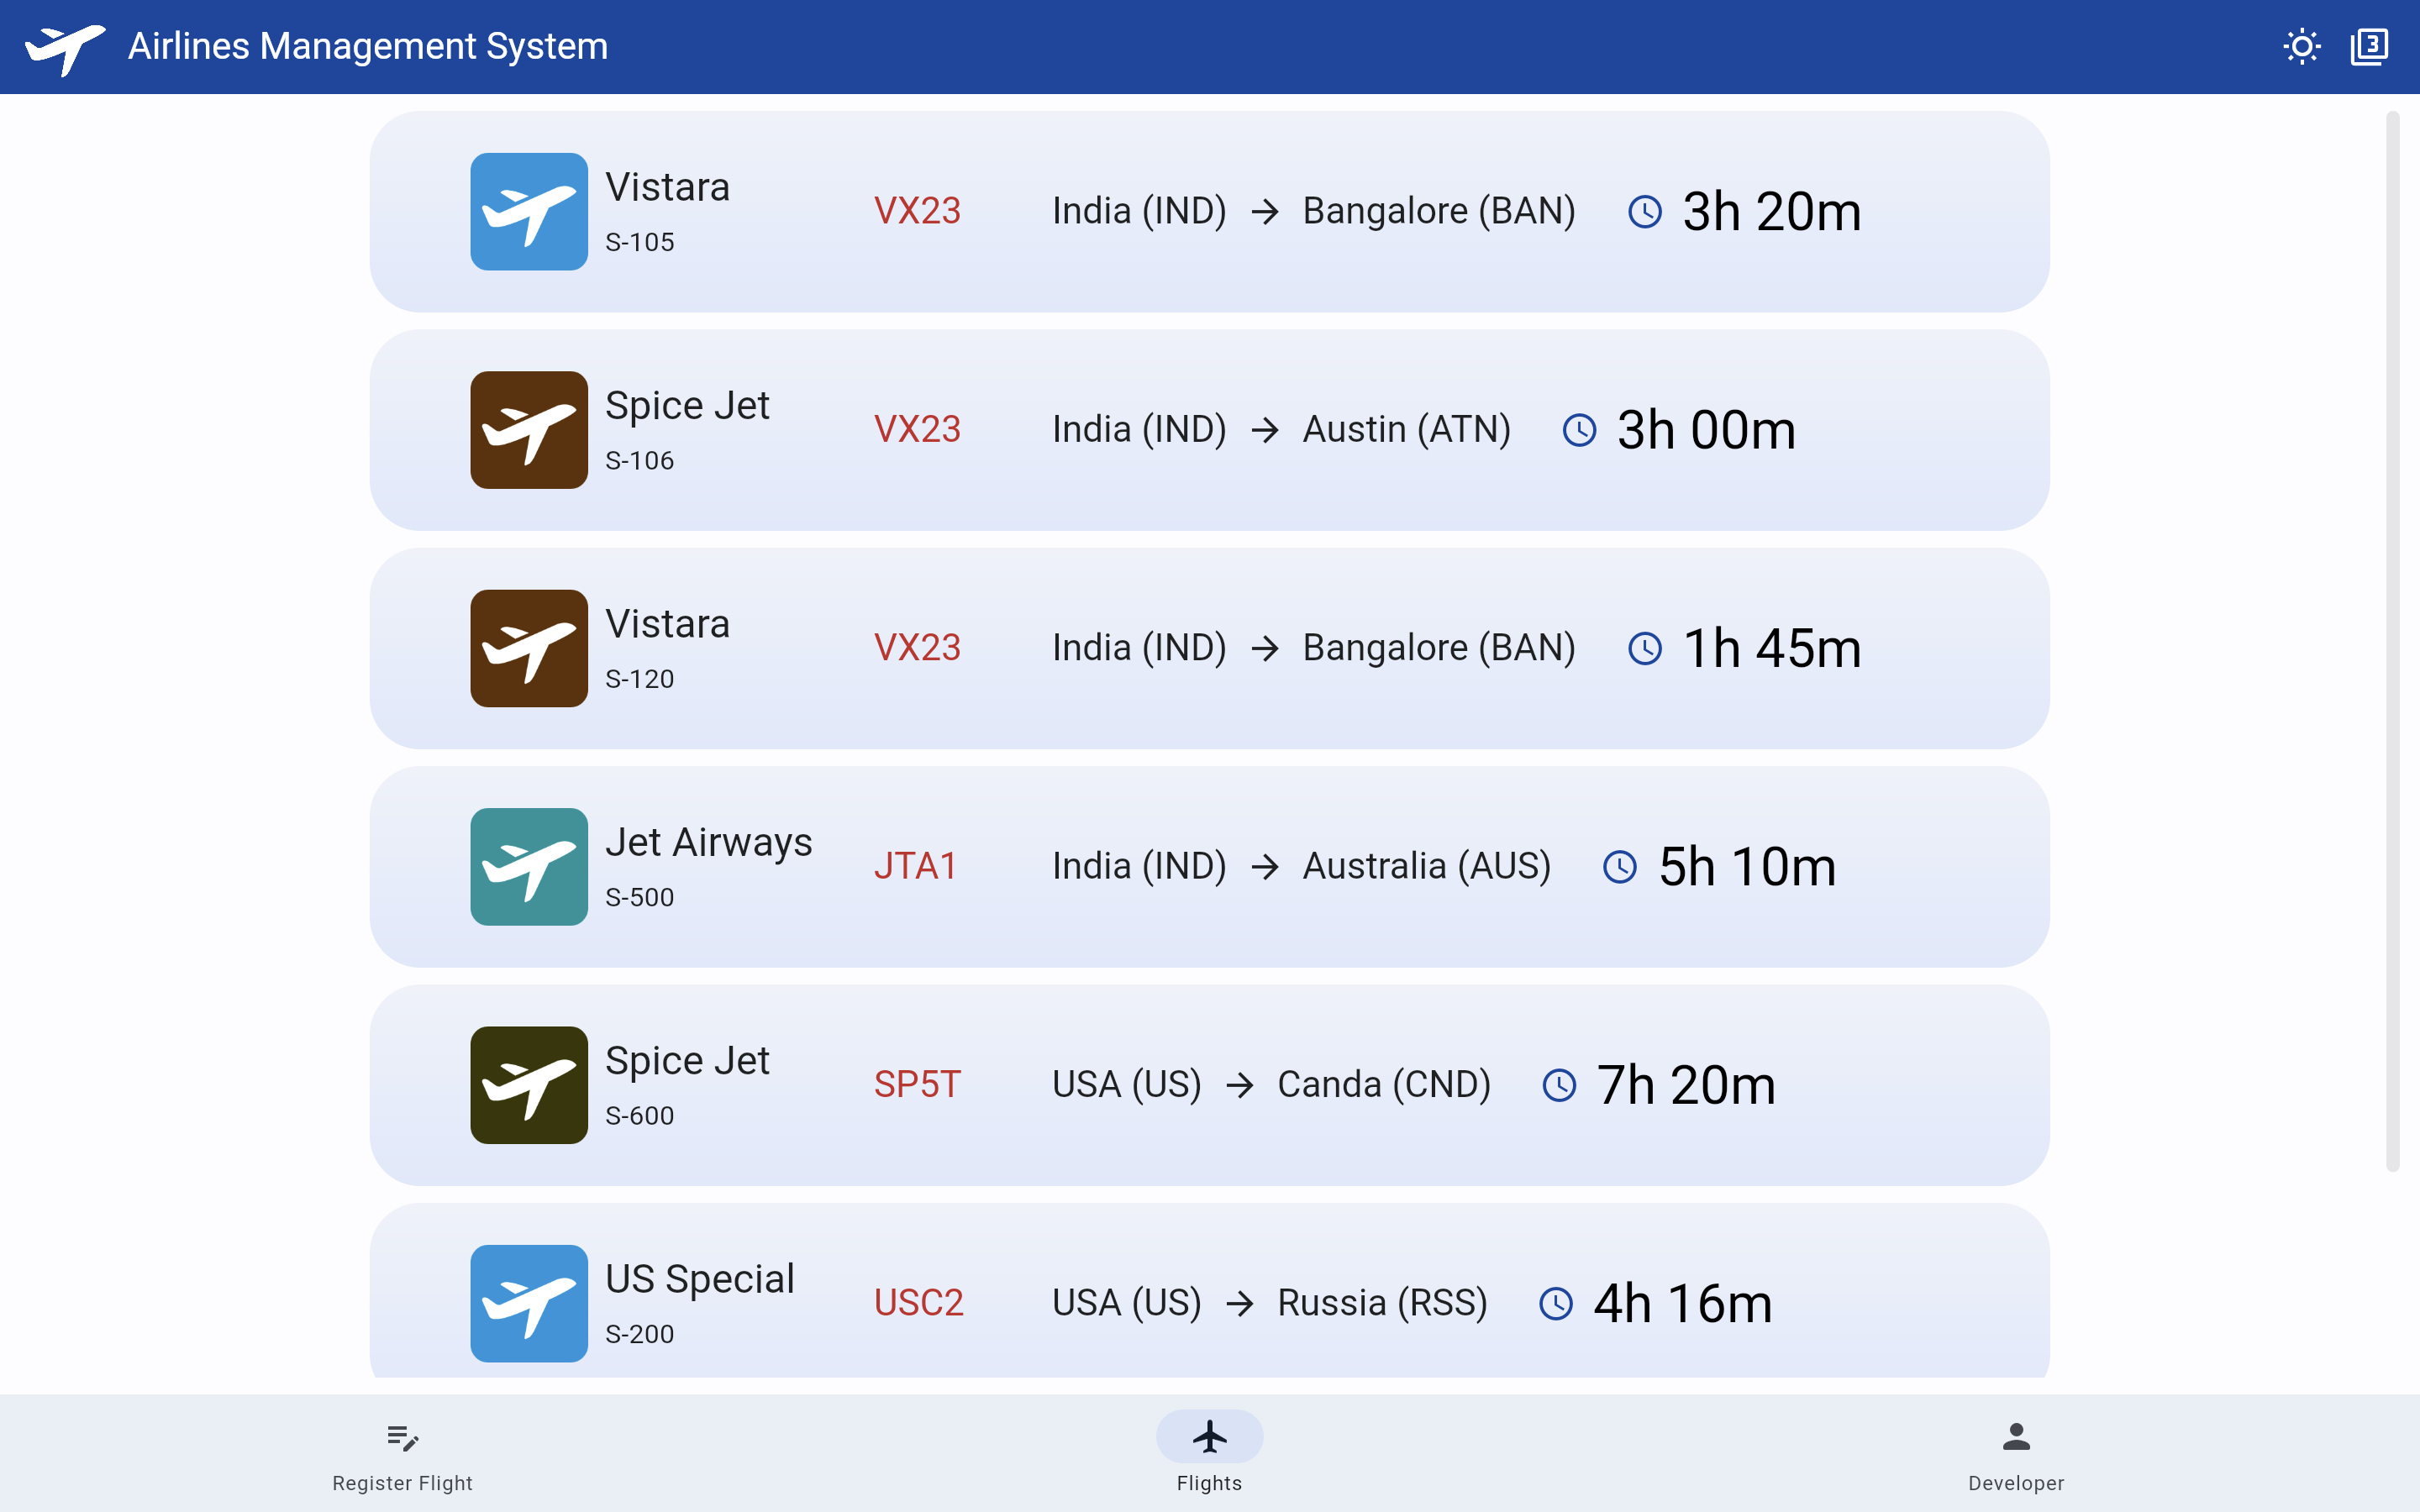 Airlines Management System
3
Vistara
S-105
VX23
India (IND) → Bangalore (BAN)
3h 20m
Spice Jet
S-106
VX23
India (IND) → Austin (ATN)
3h 00m
Vistara
S-120
VX23
India (IND) → Bangalore (BAN)
1h 45m
Jet Airways
S-500
JTA1
India (IND) → Australia (AUS)
5h 10m
Spice Jet
S-600
SP5T
USA (US) → Canda (CND)
7h 20m
US Special
S-200
USC2
USA (US) → Russia (RSS)
4h 16m
Register Flight
Flights
Developer